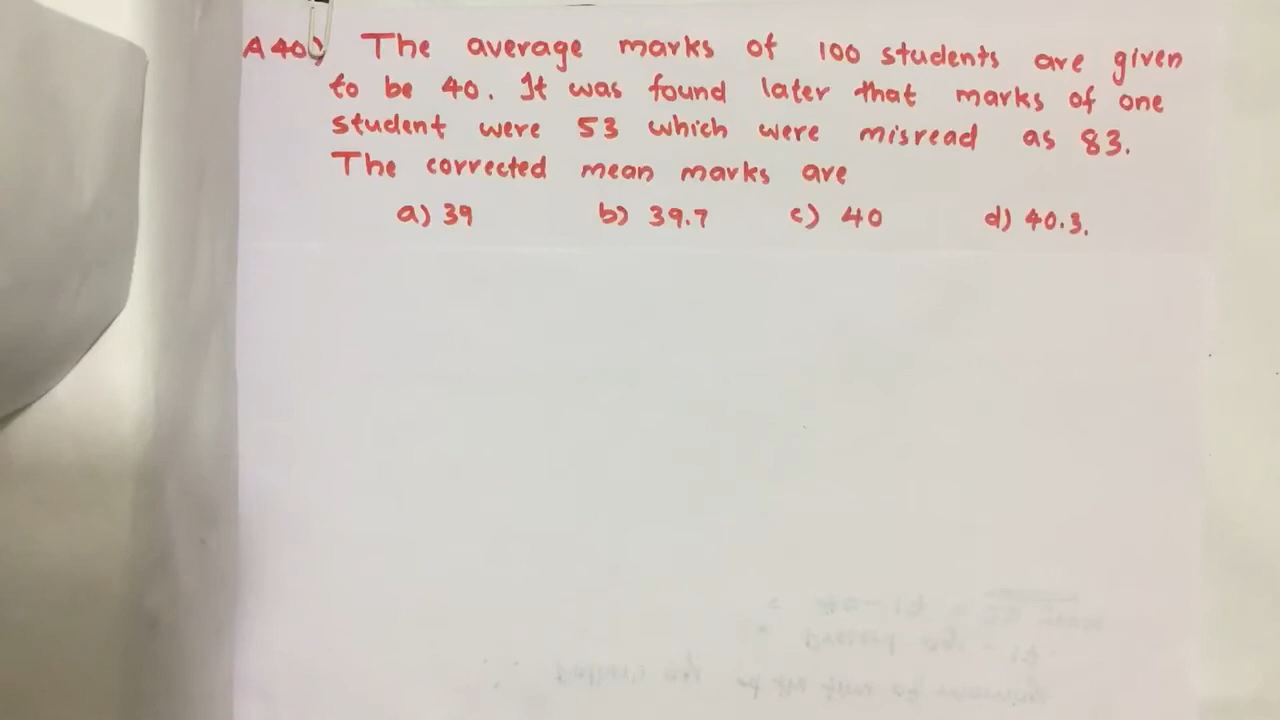 A40) The average marks of 100 students are given
to be 40. It was found later that marks of one
student were 53 which were misread as 83.
The corrected mean marks are
a) 39 b) 39.7 c) 40 d) 40.3.